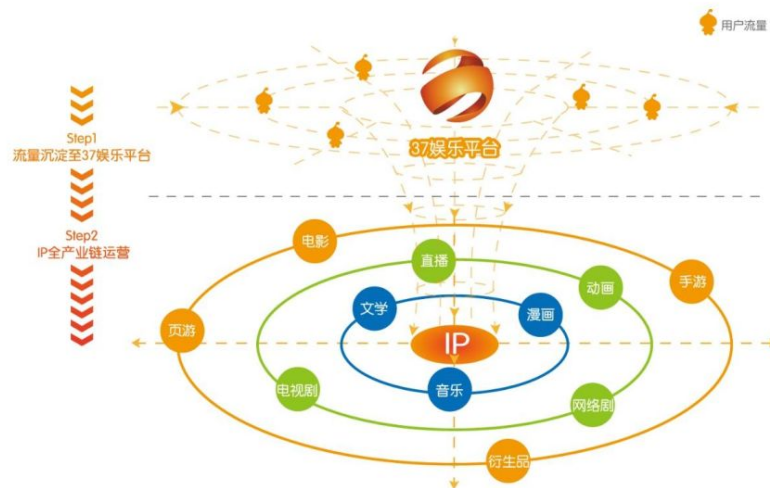 用户流量
37娱乐平台
Step1
流量沉淀至37娱乐平台
Step2
IP全产业链运营
电影
直播
动画
手游
文学
漫画
页游
IP
电视剧
音乐
网络剧
衍生品